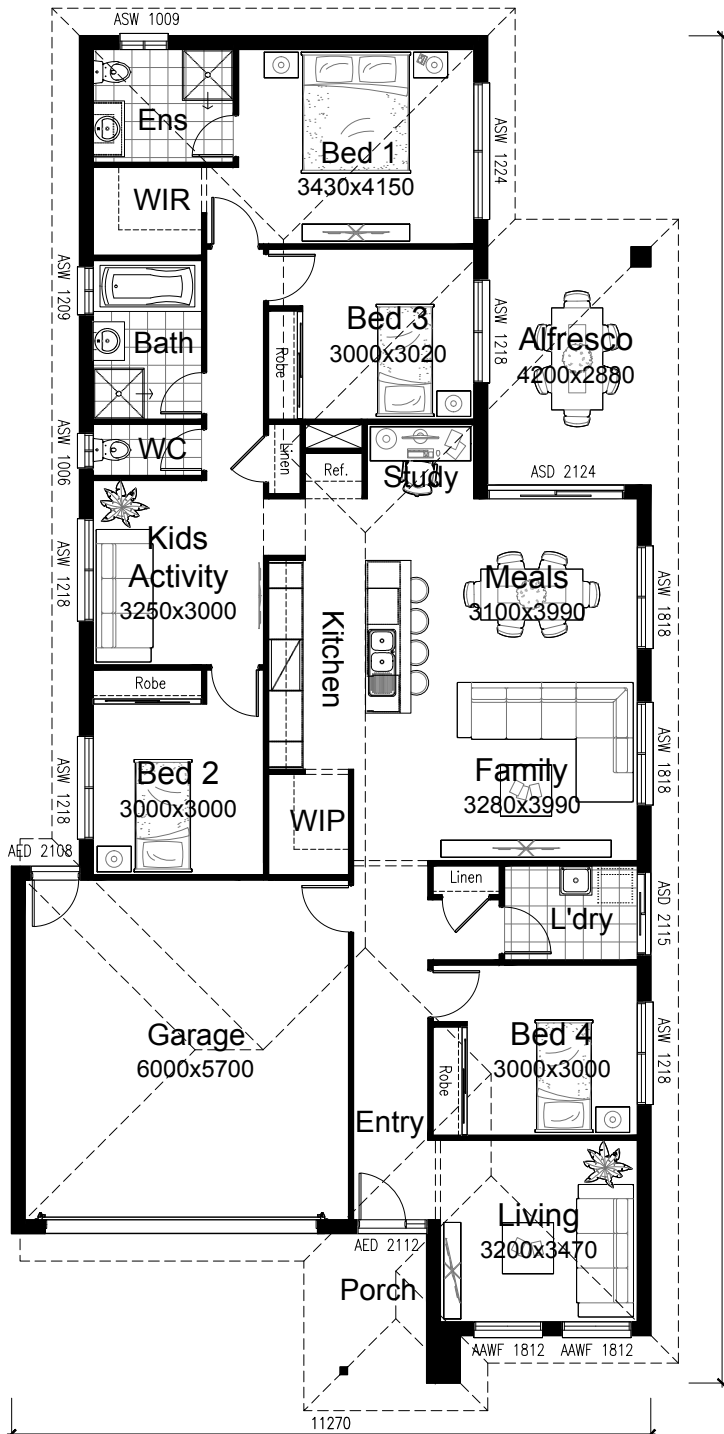 ASW 1009
Ens
Bed 1
3430x4150
ASW 1224
WIR
ASW 1209
Bath
Bed 3
3000x3020
Robe
ASW 1218
Alfresco
4200x2880
WC
ASW 1006
Linen
Ref.
Study
ASD 2124
Kids
Activity
3250x3000
ASW 1218
Kitchen
Meals
3100x3990
ASW 1818
Robe
Bed 2
3000x3000
ASW 1218
WIP
Family
3280x3990
ASW 1818
AED 2108
Linen
L'dry
ASD 2115
Garage
6000x5700
Bed 4
3000x3000
Robe
ASW 1218
Entry
Living
3200x3470
AED 2112
Porch
AAWF 1812
AAWF 1812
11270